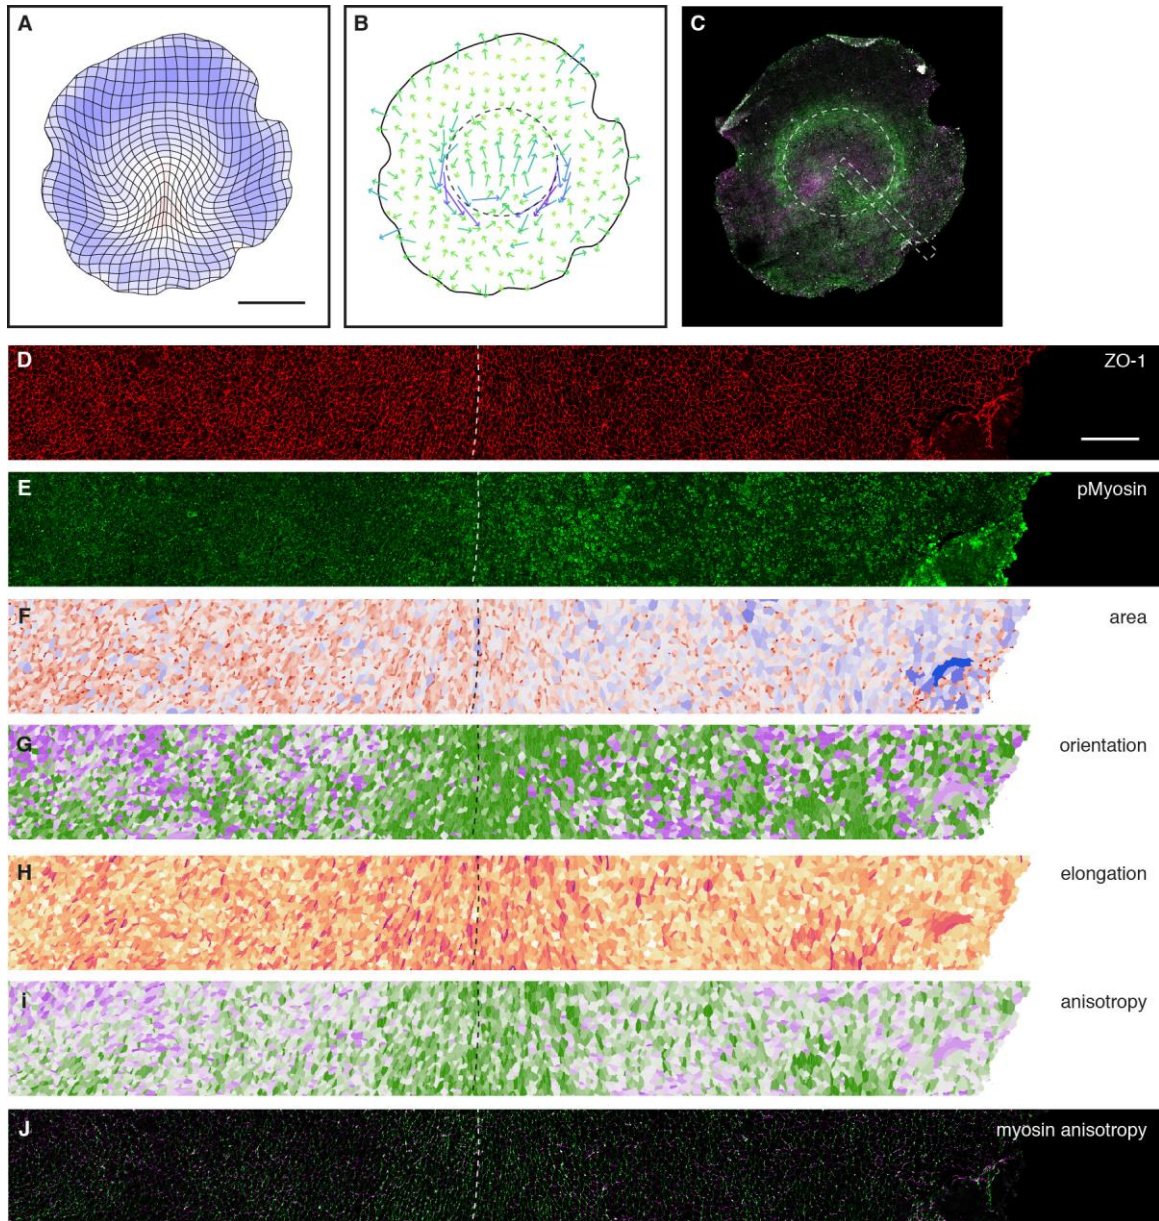 A
B
C
D
ZO-1
E
pMyosin
F
area
G
orientation
H
elongation
i
anisotropy
J
myosin anisotropy